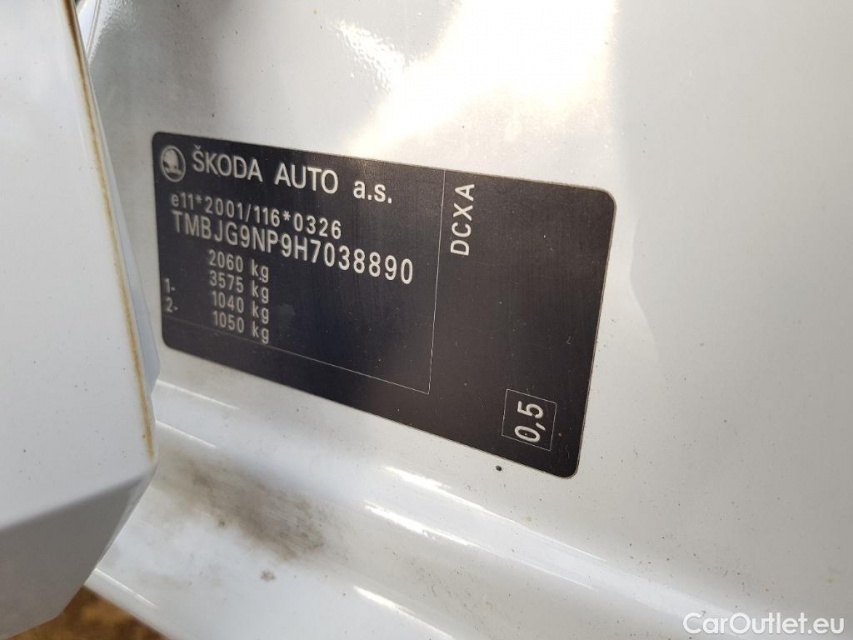 ŠKODA AUTO a.s.
e11*2001/116*0326
TMBJG9NP9H7038890
2060 kg
3575 kg
1- 1040 kg
2- 1050 kg
DCXA
0,5
CarOutlet.eu